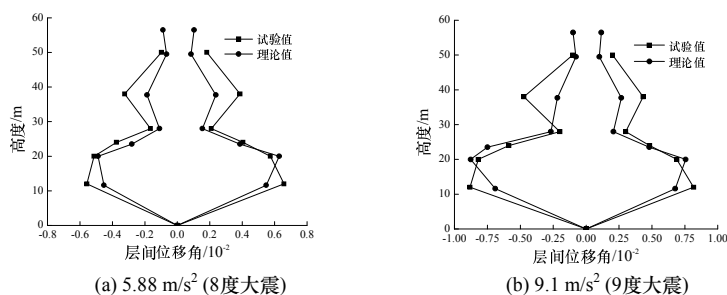 60
50
40
30
20
10
0
高度/m
试验值
理论值
-0.8 -0.6 -0.4 -0.2 0.0 0.2 0.4 0.6 0.8
层间位移角/10⁻²
(a) 5.88 m/s² (8度大震)
60
50
40
30
20
10
0
高度/m
试验值
理论值
-1.00 -0.75 -0.50 -0.25 0.00 0.25 0.50 0.75 1.00
层间位移角/10⁻²
(b) 9.1 m/s² (9度大震)